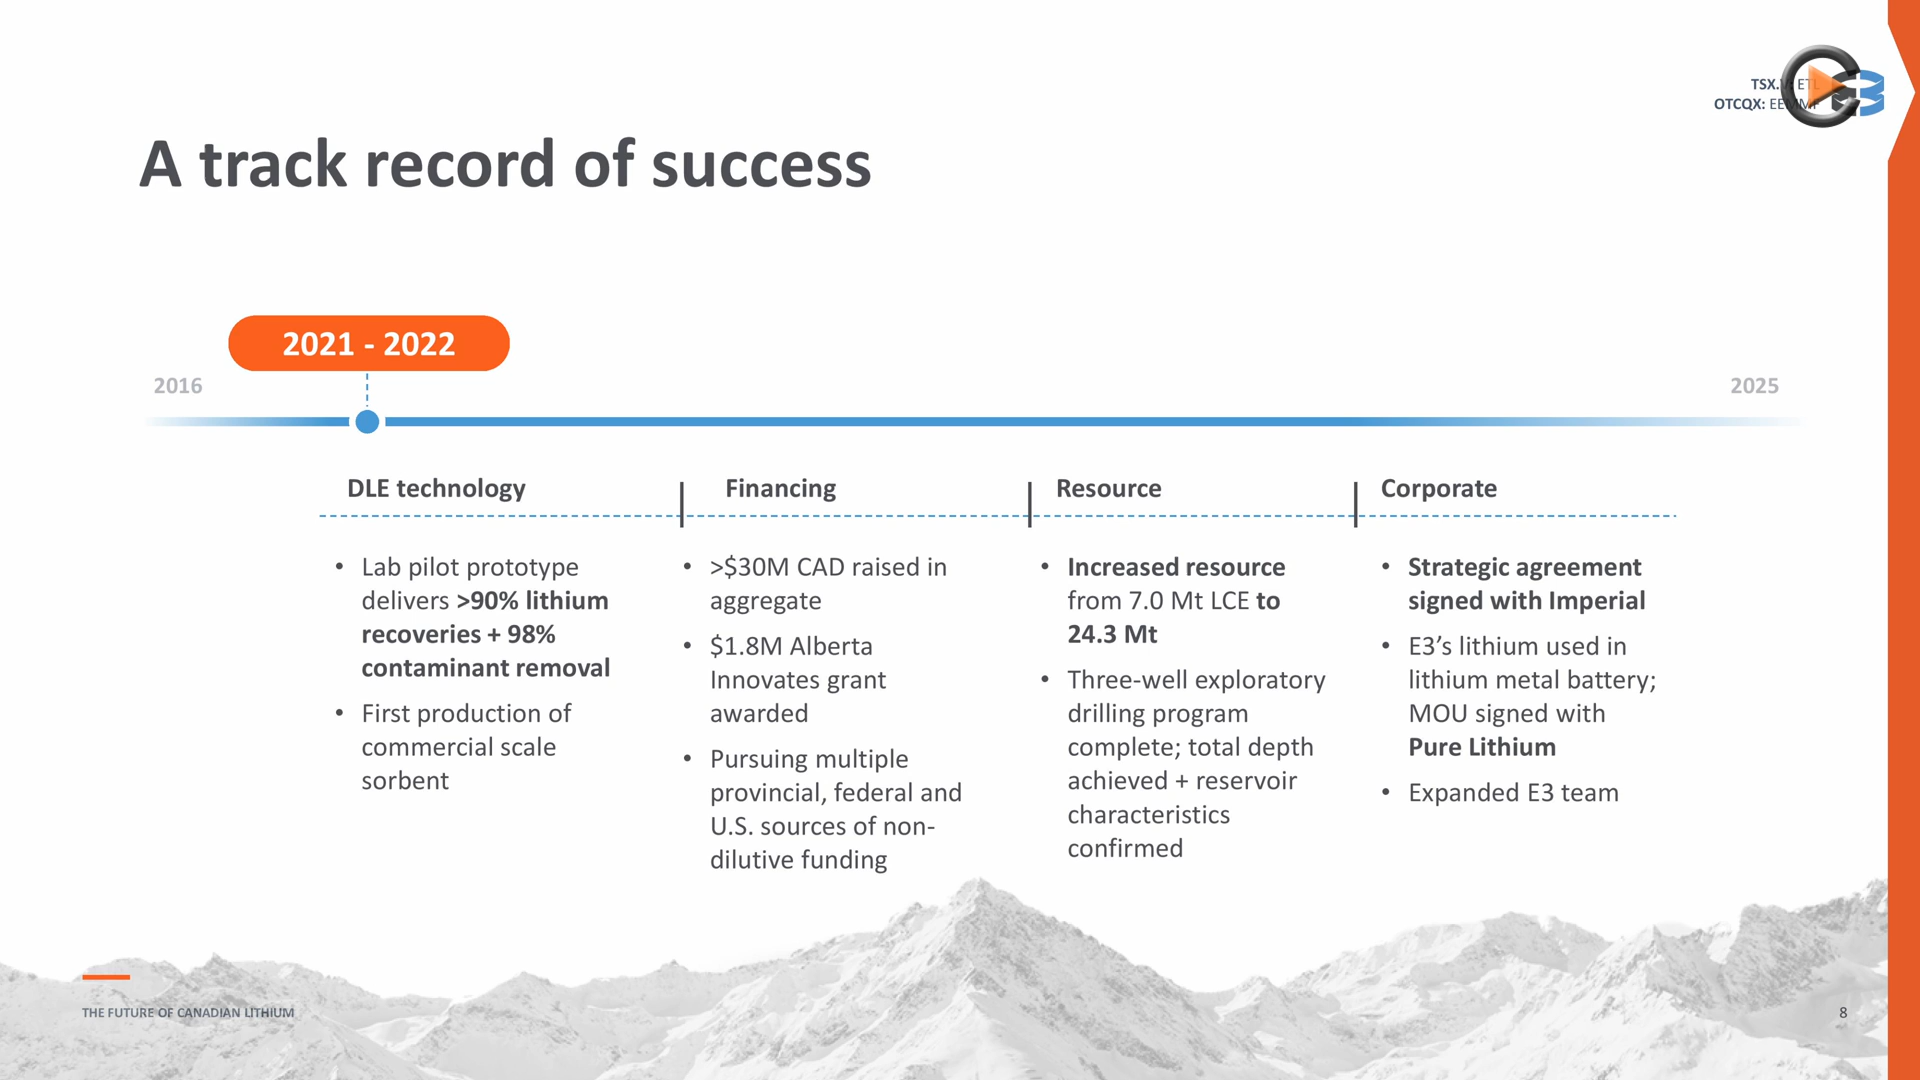 TSX.V: ETL
OTCQX: EEMMF
A track record of success
2021 - 2022
2016
2025
DLE technology
Financing
Resource
Corporate
• Lab pilot prototype
delivers >90% lithium
recoveries + 98%
contaminant removal
• First production of
commercial scale
sorbent
• >$30M CAD raised in
aggregate
• $1.8M Alberta
Innovates grant
awarded
• Pursuing multiple
provincial, federal and
U.S. sources of non-
dilutive funding
• Increased resource
from 7.0 Mt LCE to
24.3 Mt
• Three-well exploratory
drilling program
complete; total depth
achieved + reservoir
characteristics
confirmed
• Strategic agreement
signed with Imperial
• E3’s lithium used in
lithium metal battery;
MOU signed with
Pure Lithium
• Expanded E3 team
THE FUTURE OF CANADIAN LITHIUM
8